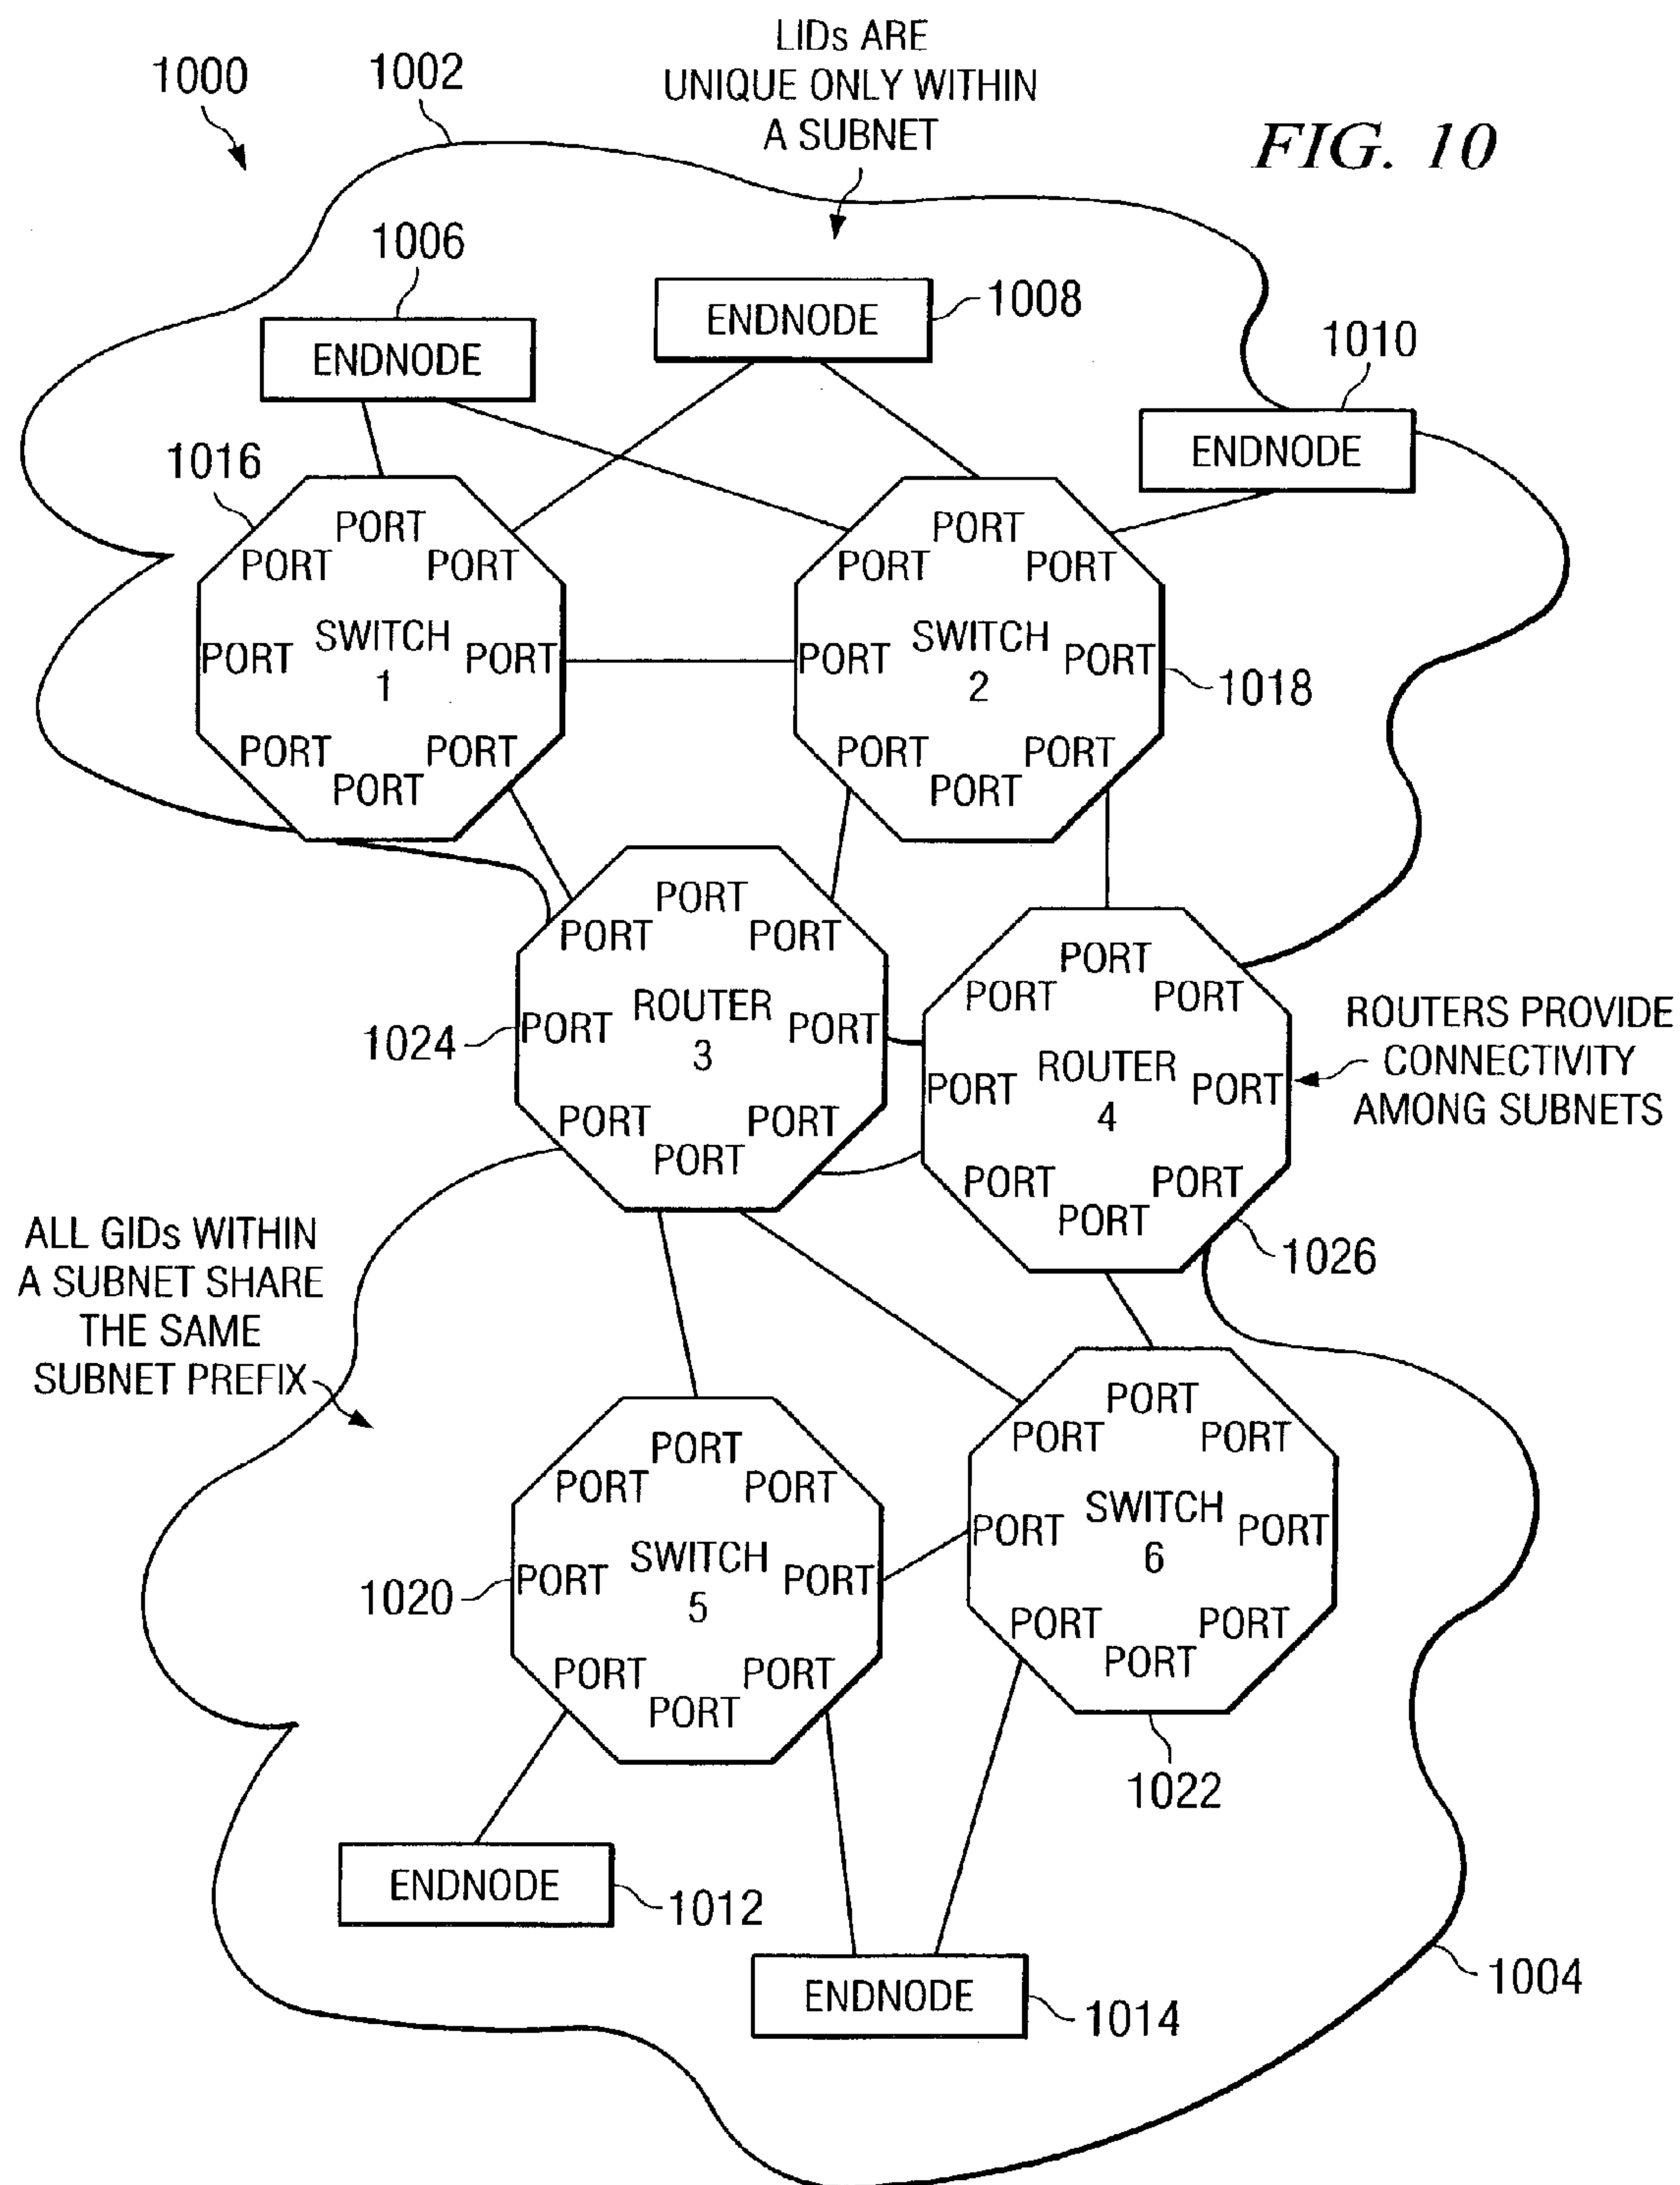 LIDs ARE
UNIQUE ONLY WITHIN
A SUBNET
1000
1002
FIG. 10
1006
ENDNODE
ENDNODE
1008
1010
ENDNODE
1016
PORT
PORT
PORT
PORT
SWITCH
1
PORT
PORT
PORT
PORT
PORT
PORT
PORT
PORT
SWITCH
2
PORT
PORT
PORT
PORT
1018
PORT
PORT
PORT
1024
PORT
ROUTER
3
PORT
PORT
PORT
PORT
PORT
PORT
PORT
PORT
ROUTER
4
PORT
PORT
PORT
PORT
1026
ROUTERS PROVIDE
CONNECTIVITY
AMONG SUBNETS
ALL GIDs WITHIN
A SUBNET SHARE
THE SAME
SUBNET PREFIX
PORT
PORT
PORT
1020
PORT
SWITCH
5
PORT
PORT
PORT
PORT
PORT
PORT
PORT
PORT
SWITCH
6
PORT
PORT
PORT
PORT
1022
ENDNODE
1012
ENDNODE
1014
1004